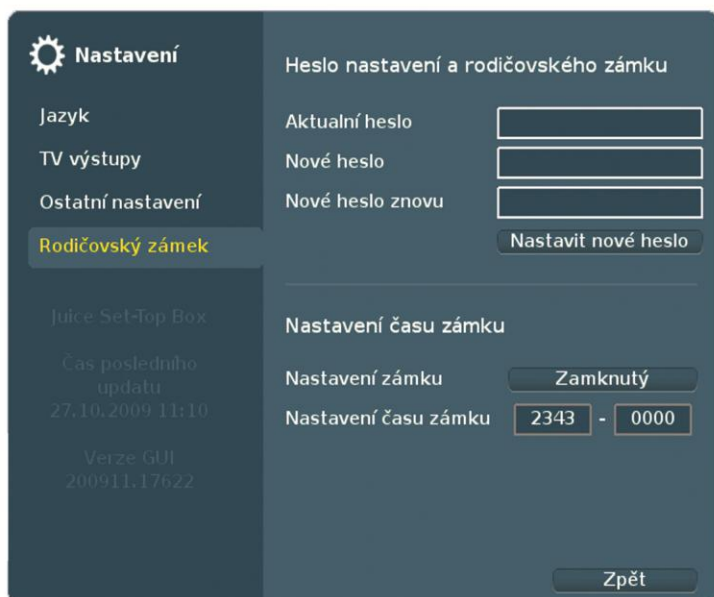 Nastavení
Jazyk
TV výstupy
Ostatní nastavení
Rodičovský zámek
Juice Set-Top Box
Čas posledního
updatu
27.10.2009 11:10
Verze GUI
200911.17622
Heslo nastavení a rodičovského zámku
Aktualní heslo
Nové heslo
Nové heslo znovu
Nastavit nové heslo
Nastavení času zámku
Nastavení zámku Zamknutý
Nastavení času zámku 2343 - 0000
Zpět